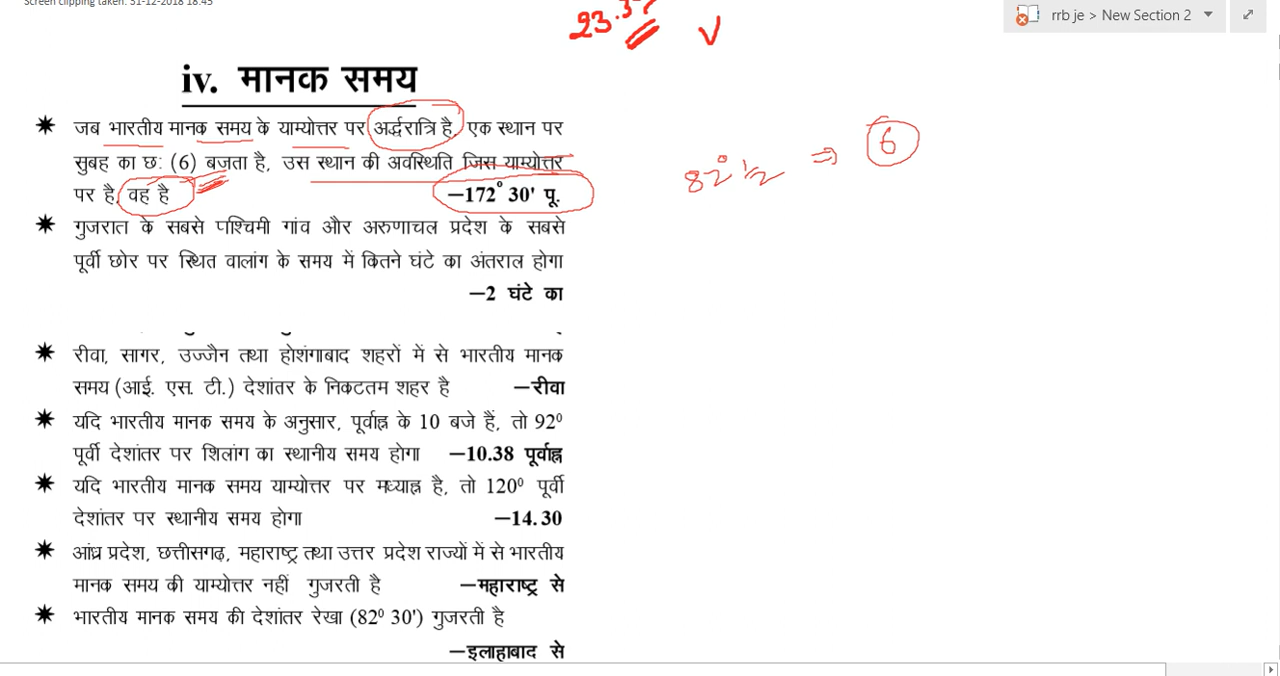 Screen clipping taken: 31-12-2018 18:45
rrb je > New Section 2
23.3
iv. मानक समय
✷ जब भारतीय मानक समय के याम्योत्तर पर अर्द्धरात्रि है, एक स्थान पर
सुबह का छः (6) बजता है, उस स्थान की अवस्थिति जिस याम्योत्तर
पर है, वह है –172° 30' पू.
82° 1/2 ⇒ 6
✷ गुजरात के सबसे पश्चिमी गांव और अरुणाचल प्रदेश के सबसे
पूर्वी छोर पर स्थित वालांग के समय में कितने घंटे का अंतराल होगा
–2 घंटे का
✷ रीवा, सागर, उज्जैन तथा होशंगाबाद शहरों में से भारतीय मानक
समय (आई. एस. टी.) देशांतर के निकटतम शहर है –रीवा
✷ यदि भारतीय मानक समय के अनुसार, पूर्वाह्न के 10 बजे हैं, तो 92⁰
पूर्वी देशांतर पर शिलांग का स्थानीय समय होगा –10.38 पूर्वाह्न
✷ यदि भारतीय मानक समय याम्योत्तर पर मध्याह्न है, तो 120⁰ पूर्वी
देशांतर पर स्थानीय समय होगा –14.30
✷ आंध्र प्रदेश, छत्तीसगढ़, महाराष्ट्र तथा उत्तर प्रदेश राज्यों में से भारतीय
मानक समय की याम्योत्तर नहीं गुजरती है –महाराष्ट्र से
✷ भारतीय मानक समय की देशांतर रेखा (82⁰ 30') गुजरती है
–इलाहाबाद से